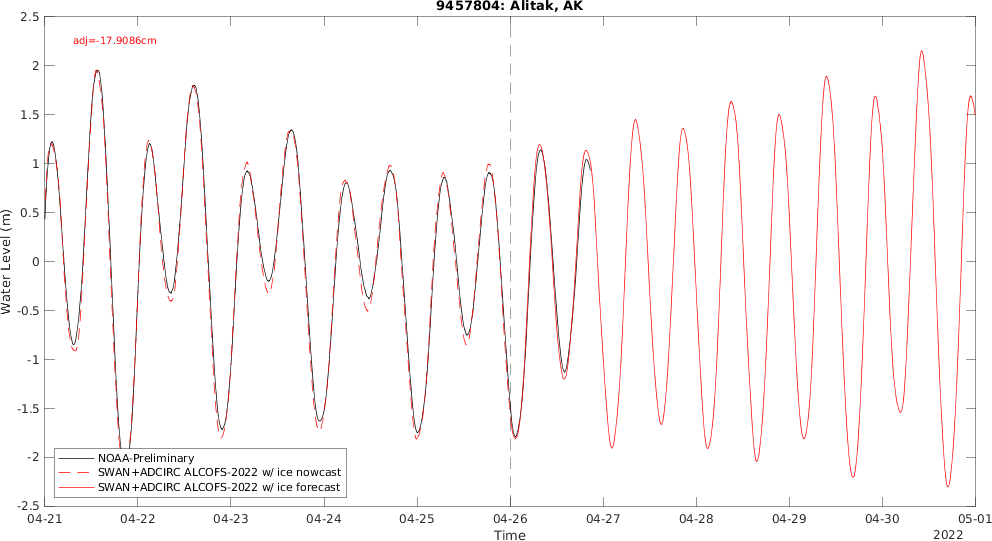 9457804: Alitak, AK
adj=-17.9086cm
2.5
2
1.5
1
0.5
0
-0.5
-1
-1.5
-2
-2.5
Water Level (m)
NOAA-Preliminary
SWAN+ADCIRC ALCOFS-2022 w/ ice nowcast
SWAN+ADCIRC ALCOFS-2022 w/ ice forecast
04-21 04-22 04-23 04-24 04-25 04-26 04-27 04-28 04-29 04-30 05-01
Time
2022